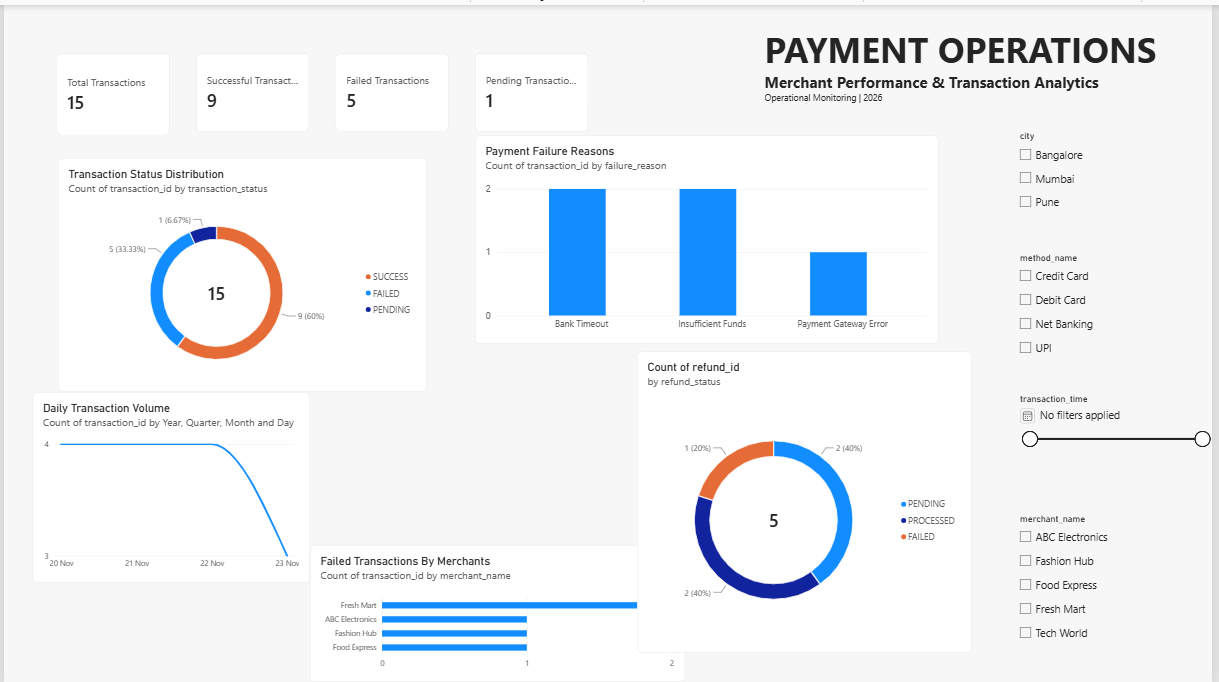 PAYMENT OPERATIONS
Merchant Performance & Transaction Analytics
Operational Monitoring | 2026
Total Transactions
15
Successful Transact...
9
Failed Transactions
5
Pending Transactio...
1
Transaction Status Distribution
Count of transaction_id by transaction_status
1 (6.67%)
5 (33.33%)
15
9 (60%)
SUCCESS
FAILED
PENDING
Payment Failure Reasons
Count of transaction_id by failure_reason
2
1
0
Bank Timeout
Insufficient Funds
Payment Gateway Error
city
Bangalore
Mumbai
Pune
method_name
Credit Card
Debit Card
Net Banking
UPI
transaction_time
No filters applied
merchant_name
ABC Electronics
Fashion Hub
Food Express
Fresh Mart
Tech World
Daily Transaction Volume
Count of transaction_id by Year, Quarter, Month and Day
4
3
20 Nov
21 Nov
22 Nov
23 Nov
Count of refund_id
by refund_status
1 (20%)
2 (40%)
5
2 (40%)
PENDING
PROCESSED
FAILED
Failed Transactions By Merchants
Count of transaction_id by merchant_name
Fresh Mart
ABC Electronics
Fashion Hub
Food Express
0
1
2